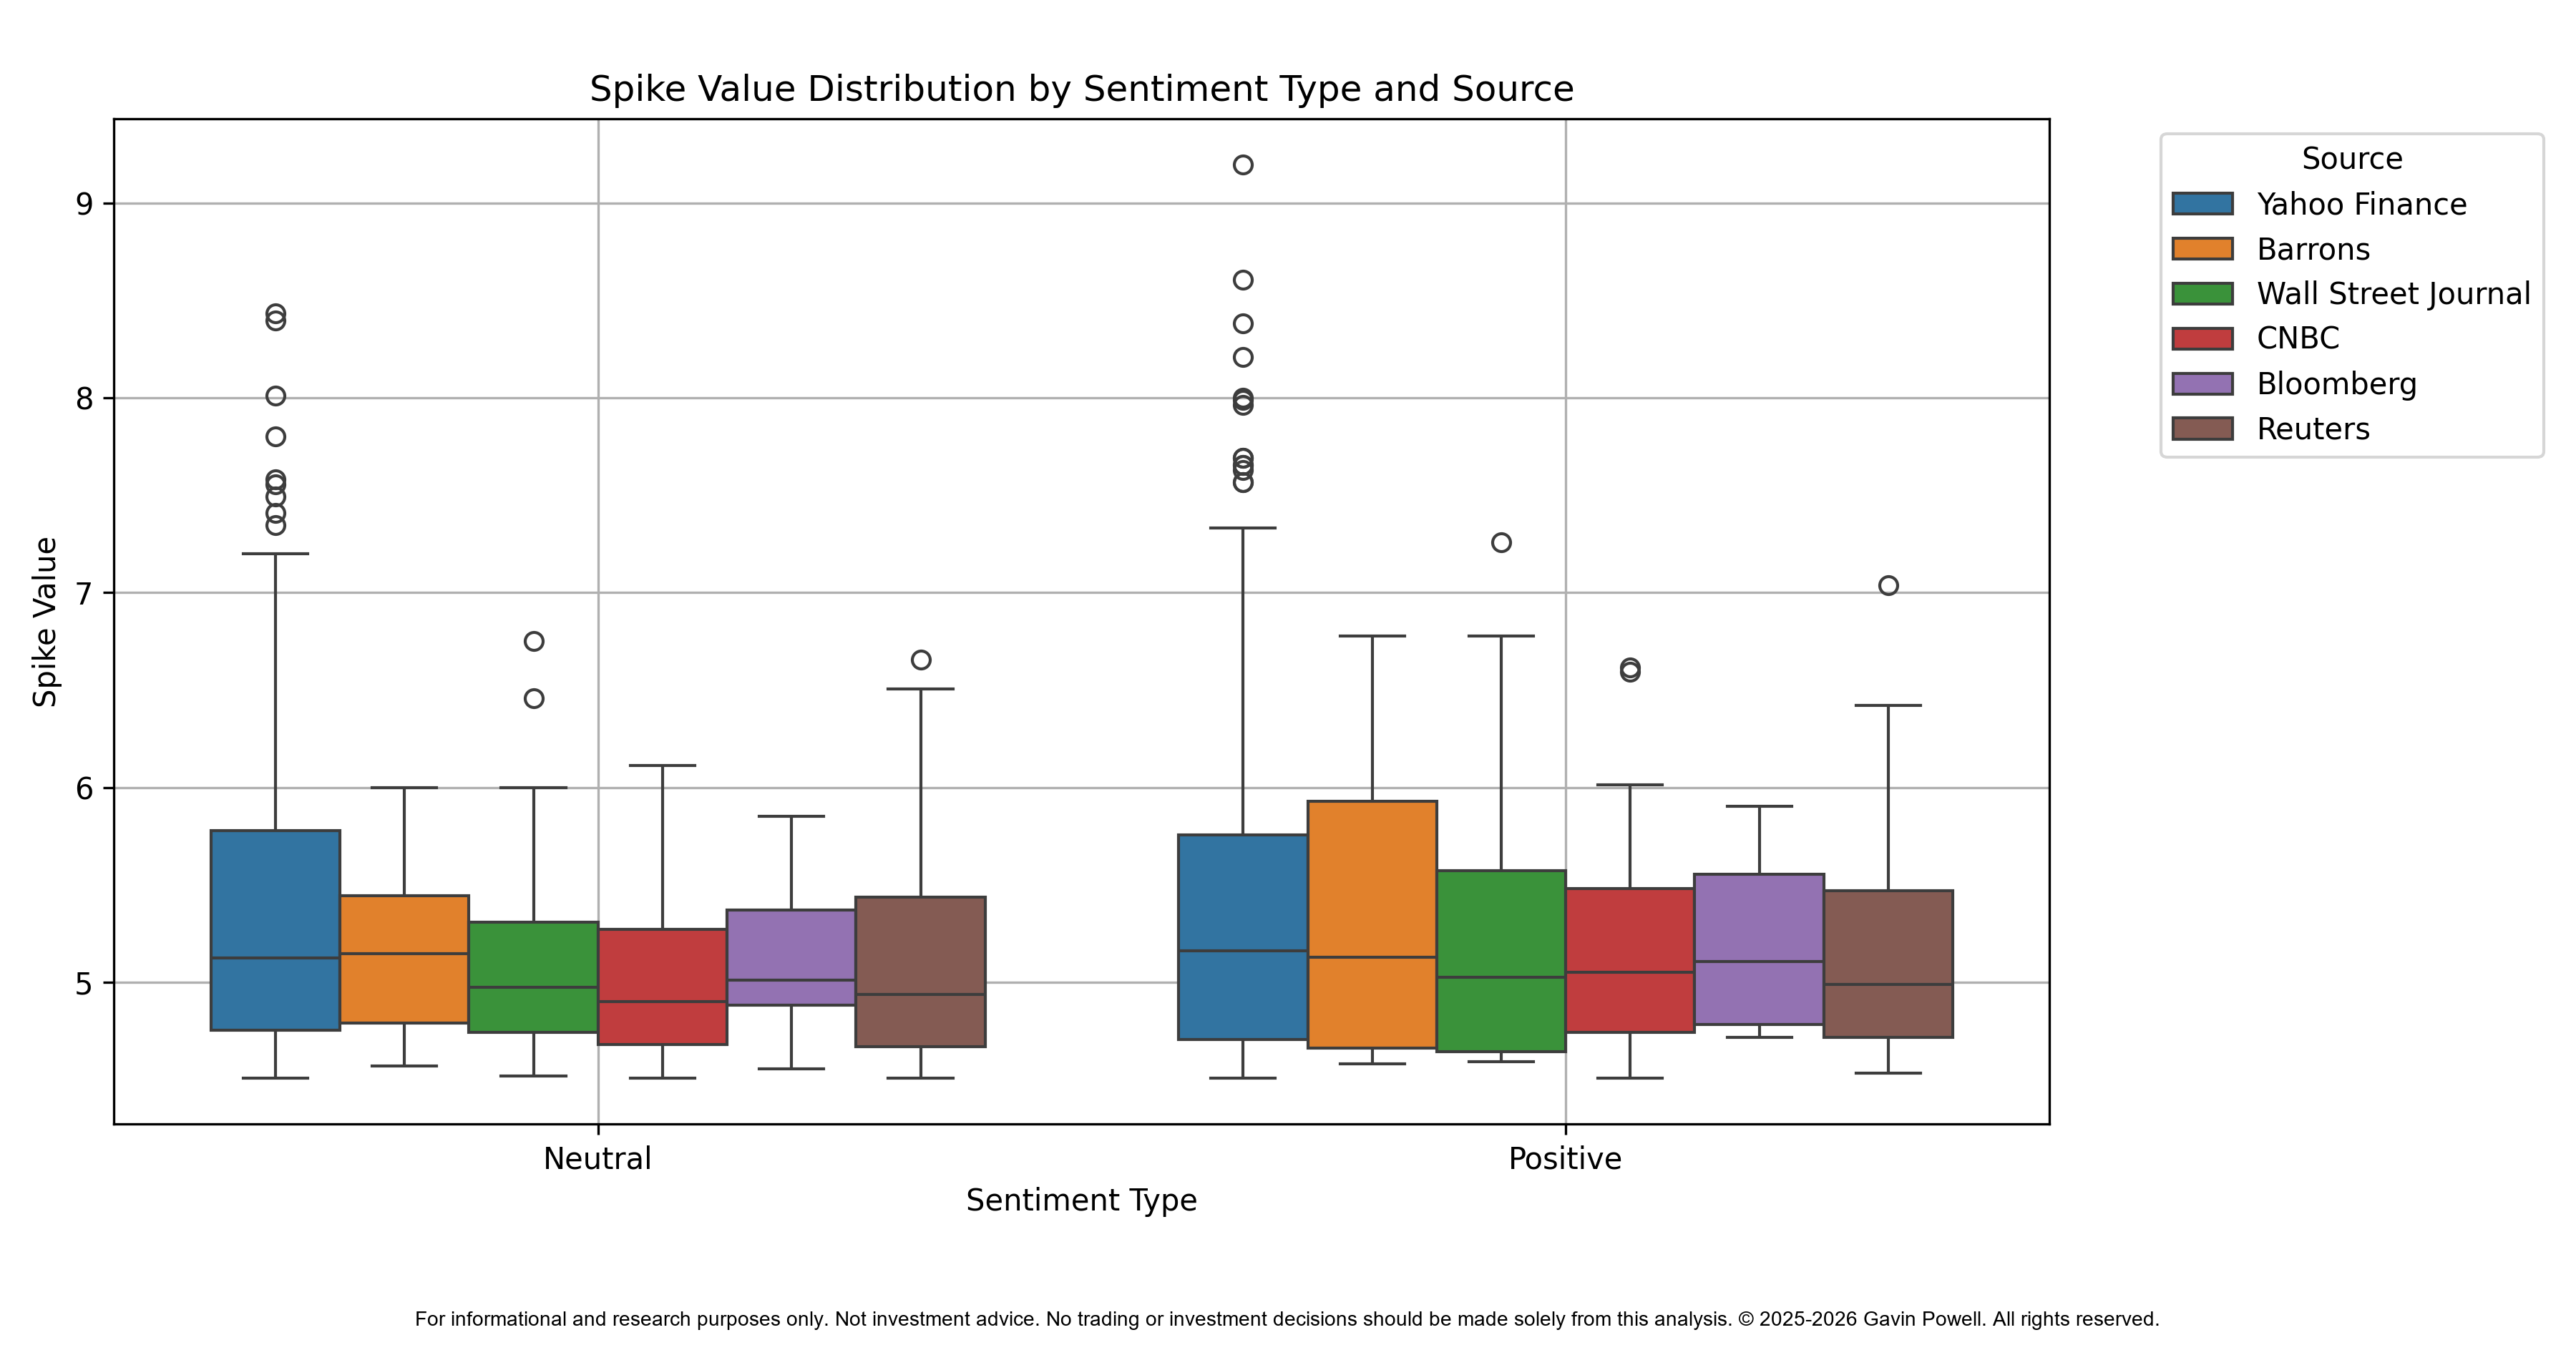 Spike Value Distribution by Sentiment Type and Source
Spike Value
9
8
7
6
5
Neutral
Positive
Sentiment Type
Source
Yahoo Finance
Barrons
Wall Street Journal
CNBC
Bloomberg
Reuters
For informational and research purposes only. Not investment advice. No trading or investment decisions should be made solely from this analysis. © 2025-2026 Gavin Powell. All rights reserved.